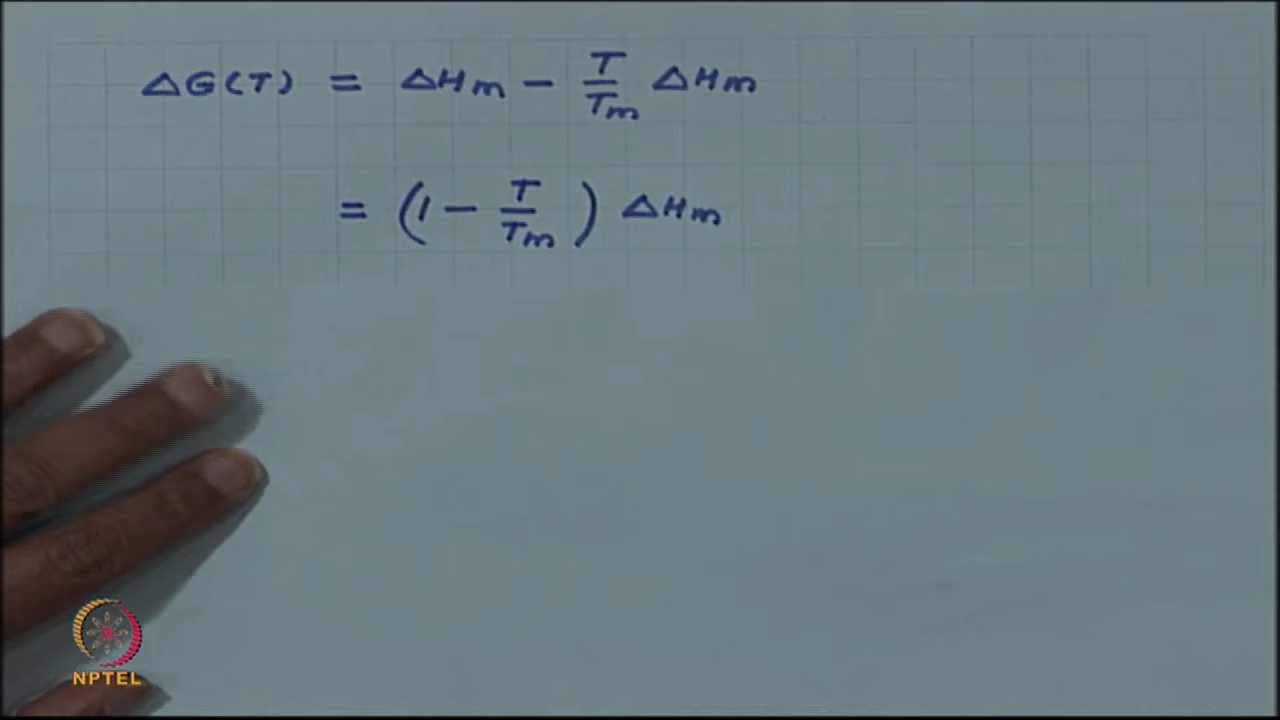 ΔG(T) = ΔHm - T/Tm ΔHm
= (1 - T/Tm) ΔHm
NPTEL